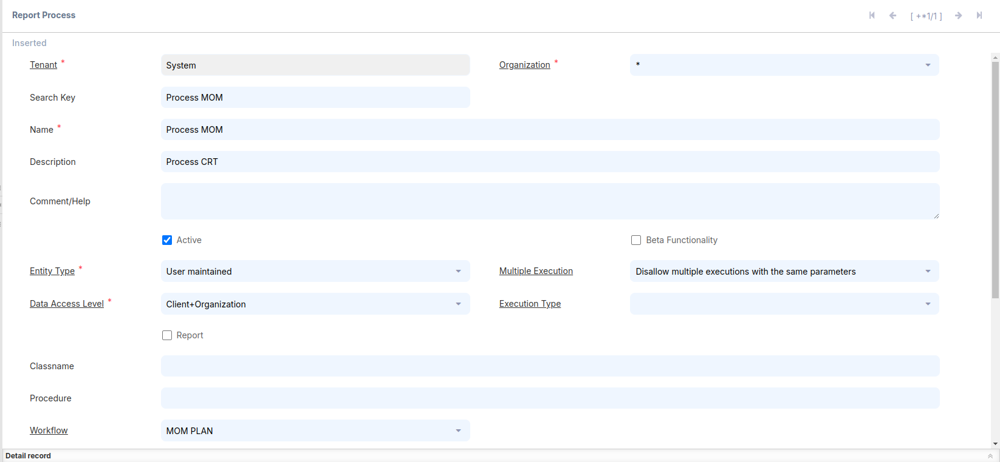 Report Process
[ +*1/1 ]
Inserted
Tenant * System Organization * *
Search Key Process MOM
Name * Process MOM
Description Process CRT
Comment/Help
Active Beta Functionality
Entity Type * User maintained Multiple Execution Disallow multiple executions with the same parameters
Data Access Level * Client+Organization Execution Type
Report
Classname
Procedure
Workflow MOM PLAN
Detail record